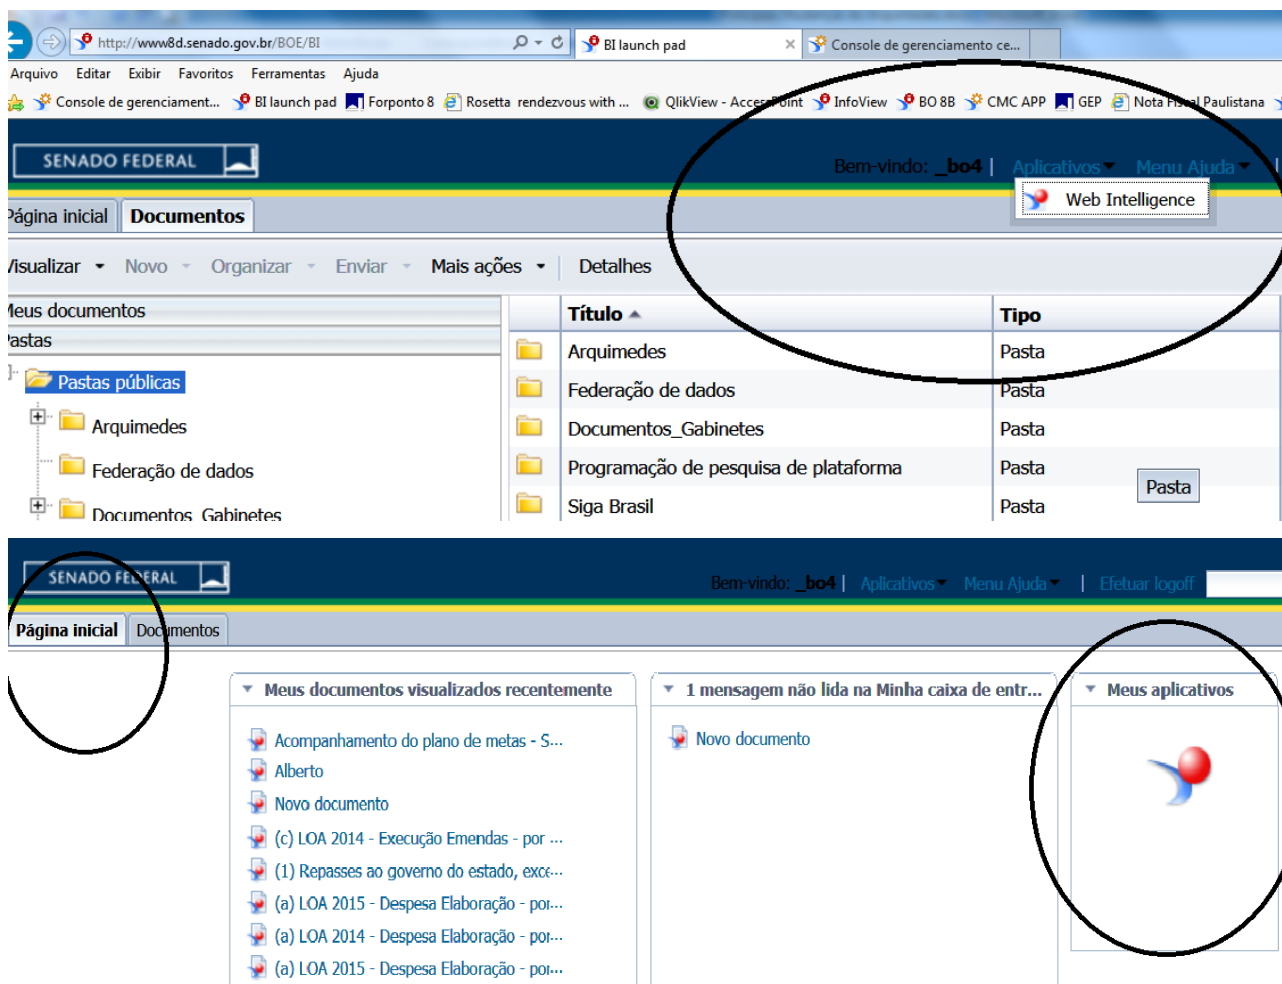 http://www8d.senado.gov.br/BOE/BI BI launch pad Console de gerenciamento ce...
Arquivo Editar Exibir Favoritos Ferramentas Ajuda
Console de gerenciament... BI launch pad Forponto 8 Rosetta rendezvous with ... QlikView - AccessPoint InfoView BO 8B CMC APP GEP Nota Fiscal Paulistana
SENADO FEDERAL Bem-vindo: _bo4 | Aplicativos Menu Ajuda |
Web Intelligence
Página inicial Documentos
Visualizar Novo Organizar Enviar Mais ações Detalhes
Meus documentos Título Tipo
Pastas
Arquimedes Pasta
Pastas públicas
Federação de dados Pasta
Arquimedes
Documentos_Gabinetes Pasta
Federação de dados
Programação de pesquisa de plataforma Pasta
Pasta
Documentos_Gabinetes
Siga Brasil Pasta
SENADO FEDERAL Bem-vindo: _bo4 | Aplicativos Menu Ajuda | Efetuar logoff
Página inicial Documentos
Meus documentos visualizados recentemente
Acompanhamento do plano de metas - S...
Alberto
Novo documento
(c) LOA 2014 - Execução Emendas - por ...
(1) Repasses ao governo do estado, exce...
(a) LOA 2015 - Despesa Elaboração - por...
(a) LOA 2014 - Despesa Elaboração - por...
(a) LOA 2015 - Despesa Elaboração - por...
1 mensagem não lida na Minha caixa de entr...
Novo documento
Meus aplicativos